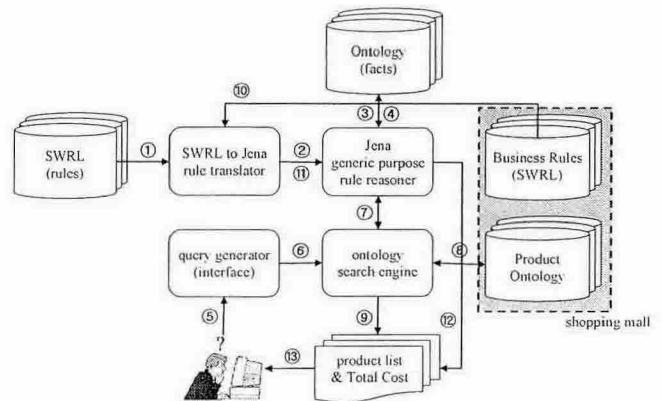 Ontology
(facts)
⑩
③ ④
SWRL
(rules)
①
SWRL to Jena
rule translator
②
⑪
Jena
generic purpose
rule reasoner
Business Rules
(SWRL)
⑦
query generator
(interface)
⑥
ontology
search engine
⑧
Product
Ontology
⑤
⑨
⑫
shopping mall
?
⑬
product list
& Total Cost